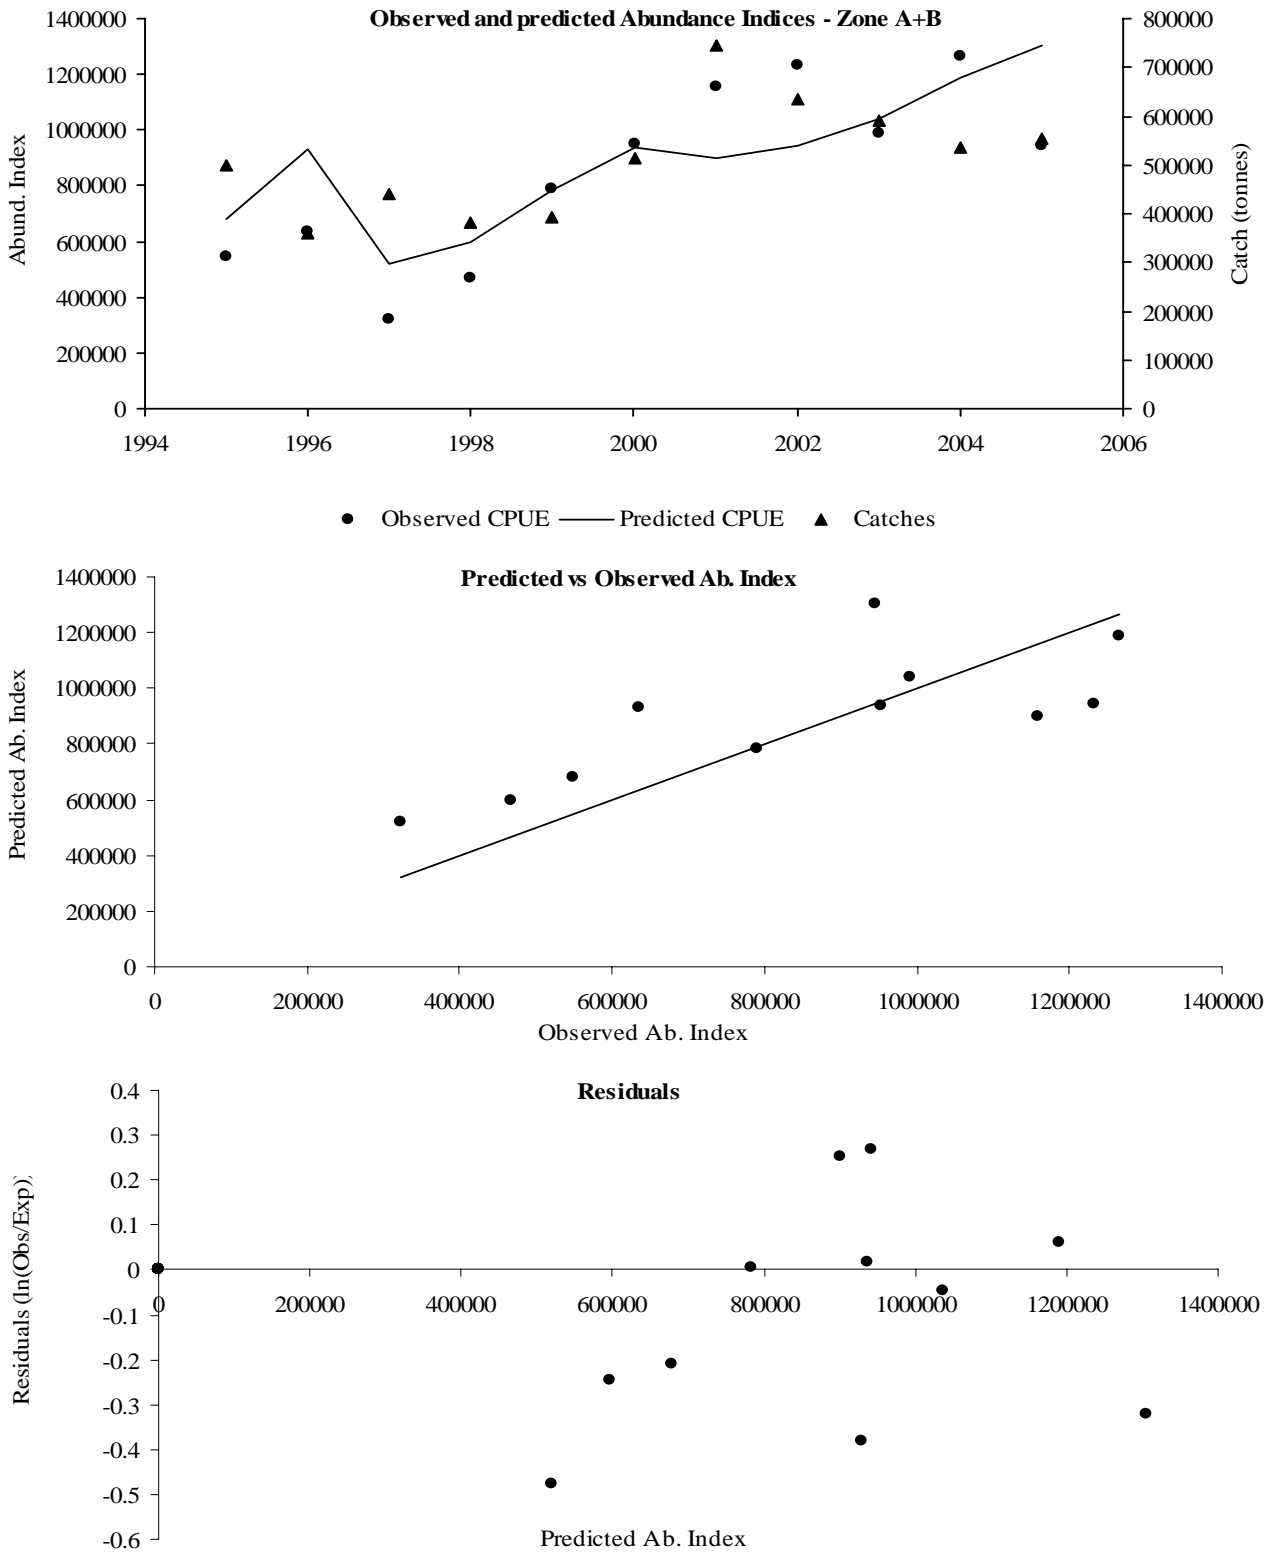 Observed and predicted Abundance Indices - Zone A+B
1400000
1200000
1000000
800000
600000
400000
200000
0
Abund. Index
800000
700000
600000
500000
400000
300000
200000
100000
0
Catch (tonnes)
1994 1996 1998 2000 2002 2004 2006
Observed CPUE Predicted CPUE Catches
Predicted vs Observed Ab. Index
1400000
1200000
1000000
800000
600000
400000
200000
0
Predicted Ab. Index
0 200000 400000 600000 800000 1000000 1200000 1400000
Observed Ab. Index
Residuals
0.4
0.3
0.2
0.1
0
-0.1
-0.2
-0.3
-0.4
-0.5
-0.6
Residuals (ln(Obs/Exp))
0 200000 400000 600000 800000 1000000 1200000 1400000
Predicted Ab. Index